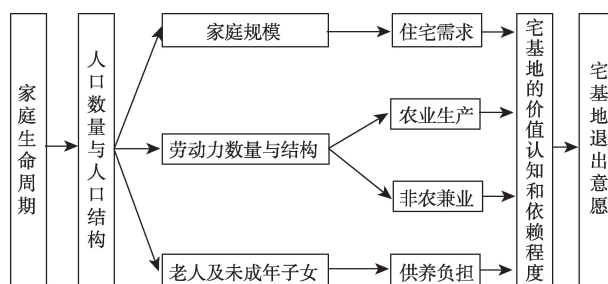 家庭生命周期
人口数量与人口结构
家庭规模
劳动力数量与结构
老人及未成年子女
住宅需求
农业生产
非农兼业
供养负担
宅基地的价值认知和依赖程度
宅基地退出意愿